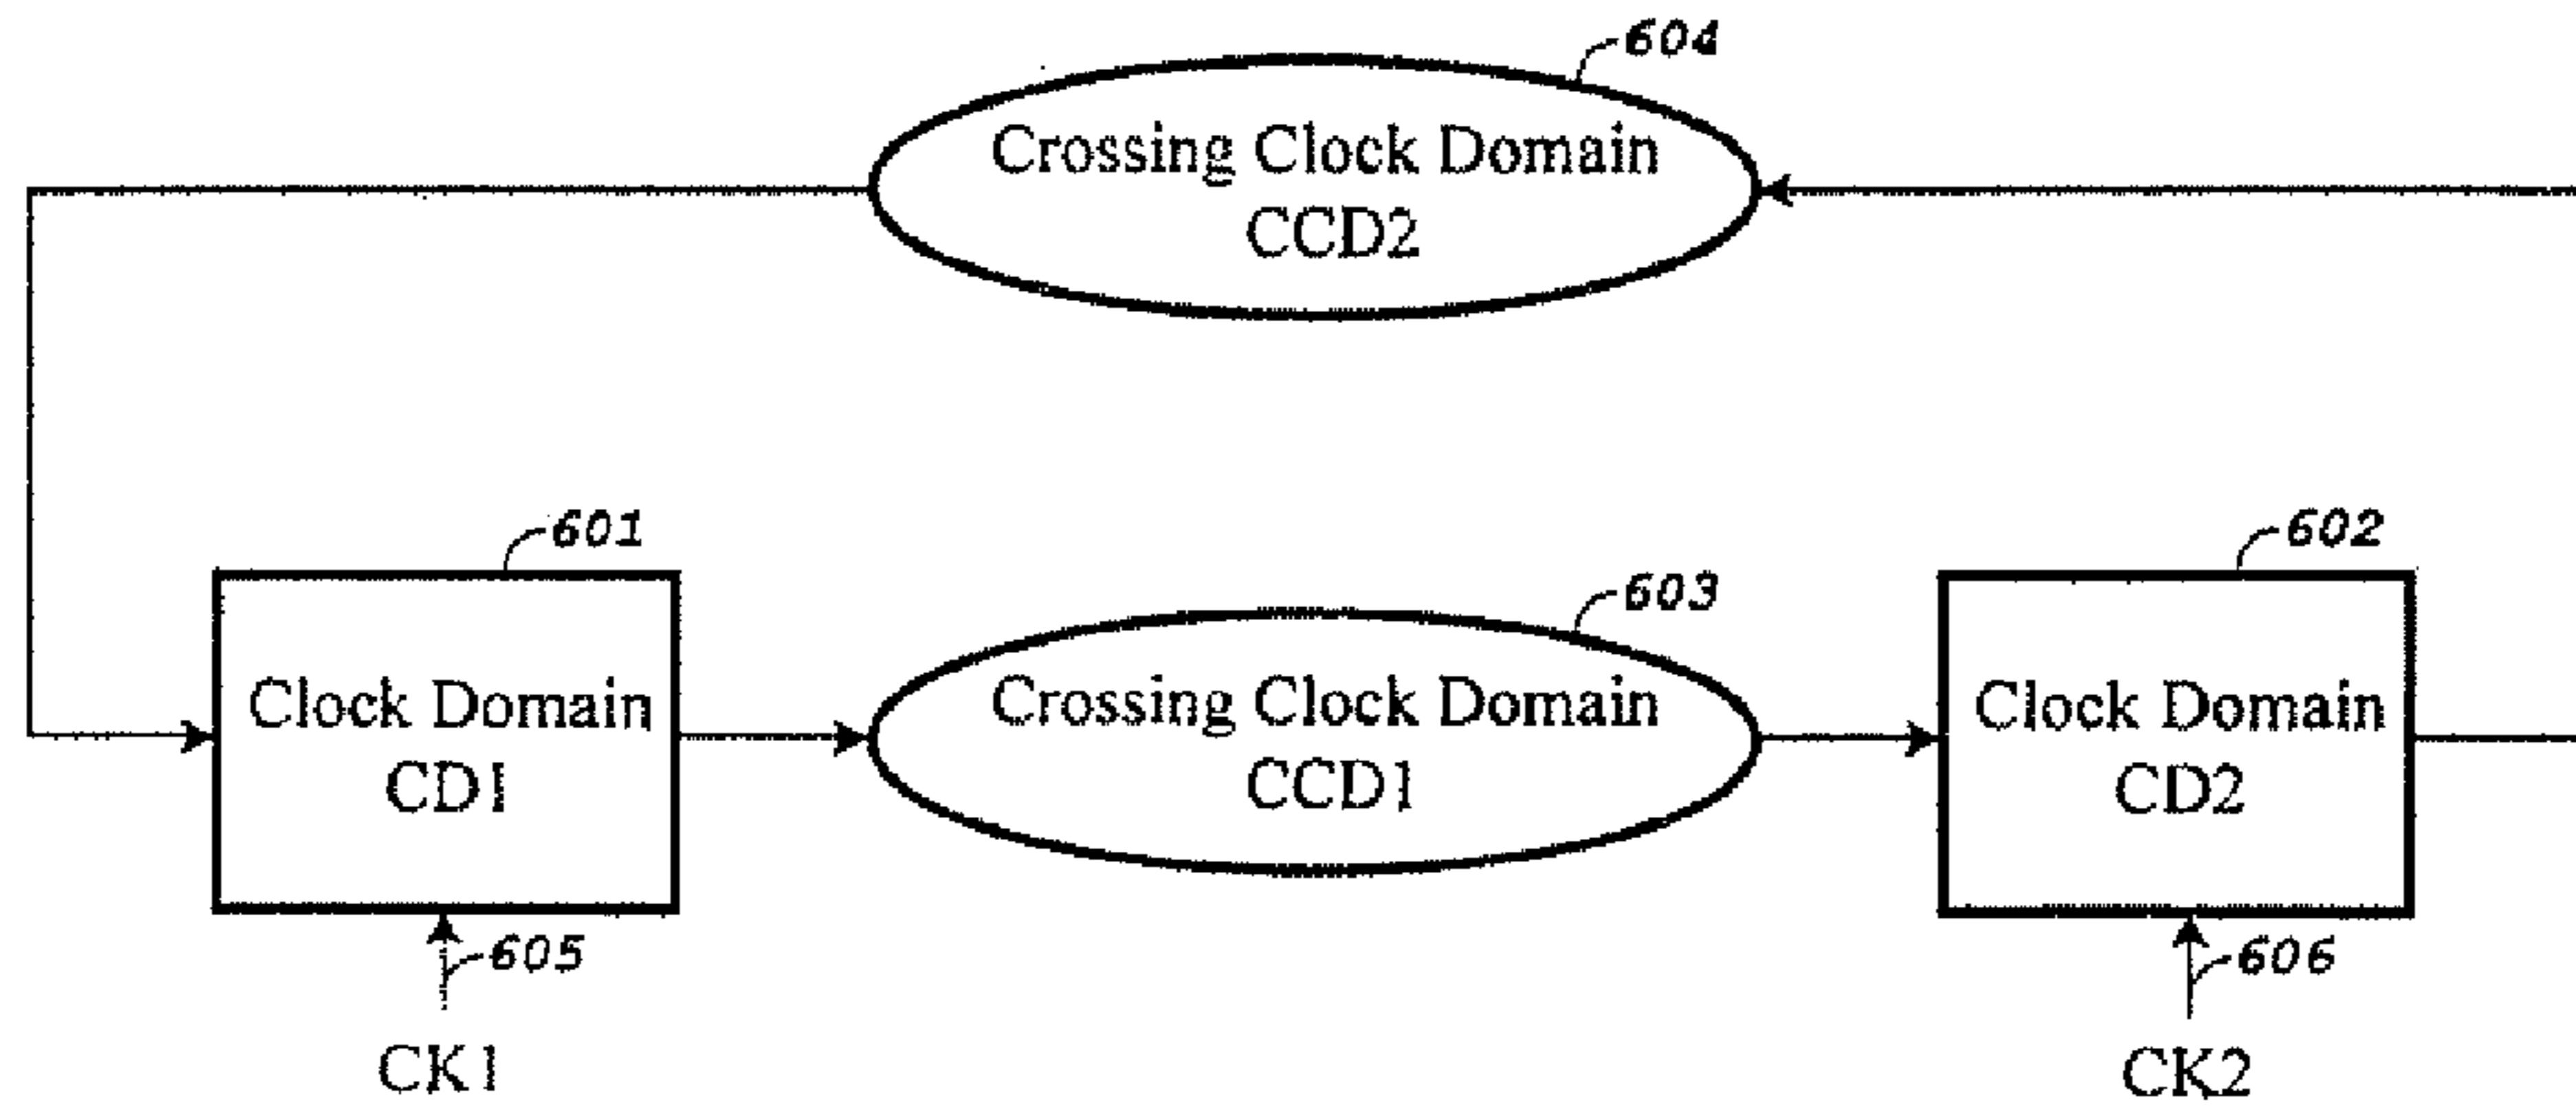 604
Crossing Clock Domain
CCD2
601
602
603
Clock Domain
CD1
Crossing Clock Domain
CCD1
Clock Domain
CD2
605
606
CK1
CK2